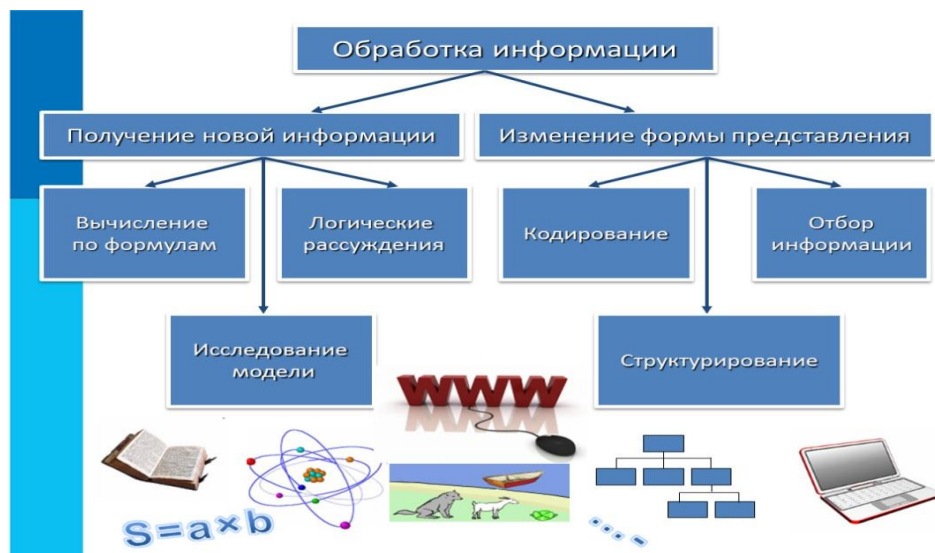 Обработка информации
Получение новой информации
Изменение формы представления
Вычисление
по формулам
Логические
рассуждения
Кодирование
Отбор
информации
Исследование
модели
Структурирование
www
S=a×b
...-